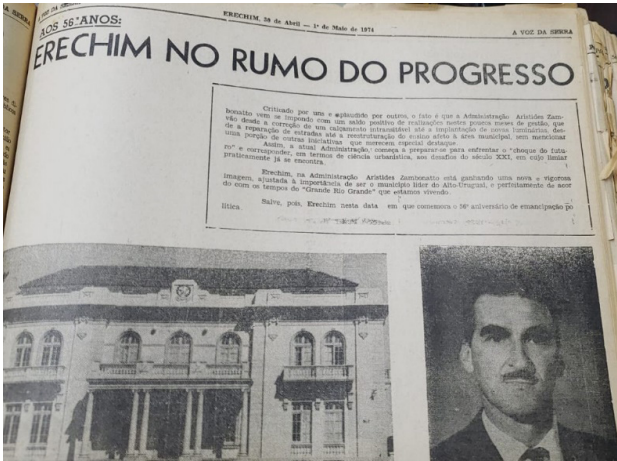 A VOZ DA SERRA
ERECHIM, 28 de Abril — 1º de Maio de 1974
A VOZ DA SERRA
AOS 56.ºANOS:
ERECHIM NO RUMO DO PROGRESSO
Criticado por uns e aplaudido por outros, o fato é que a Administração Aristides Zam-
bonatto vem se impondo com um saldo positivo de realizações nestes poucos meses de gestão, que
vão desde a correção de um calçamento intransitável até a implantação de novas luminárias, des-
de a reparação de estradas até a reestruturação do ensino afeto à área municipal, sem mencionar
uma porção de outras iniciativas que merecem especial destaque.
Assim, a atual Administração começa a preparar-se para enfrentar o "choque do futu-
ro" e corresponder, em termos de ciência urbanística, aos desafios do século XXI, em cujo limiar
praticamente já se encontra.
Erechim, na Administração Aristides Zambonatto está ganhando uma nova e vigorosa
imagem, ajustada à importância de ser o município líder do Alto-Uruguai, e perfeitamente de acor
do com os tempos do "Grande Rio Grande" que estamos vivendo.
Salve, pois, Erechim nesta data em que comemora o 56º aniversário de emancipação po
lítica.